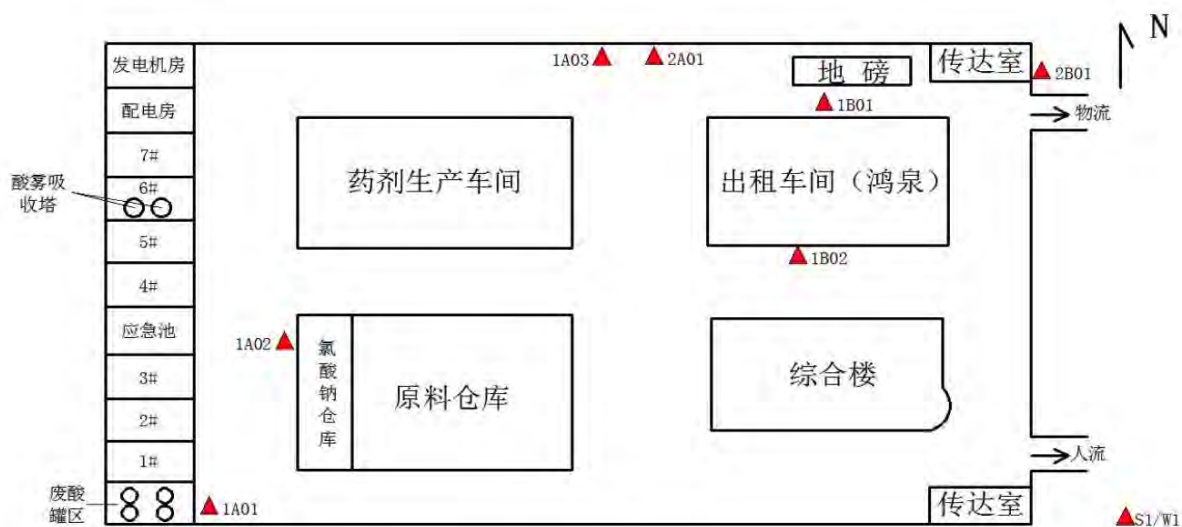 N
发电机房
1A03
2A01
传达室
2B01
地磅
配电房
1B01
物流
7#
酸雾吸
收塔
6#
药剂生产车间
出租车间（鸿泉）
5#
1B02
4#
应急池
1A02
氯酸钠仓库
原料仓库
综合楼
3#
2#
1#
人流
废酸
罐区
1A01
传达室
S1/W1